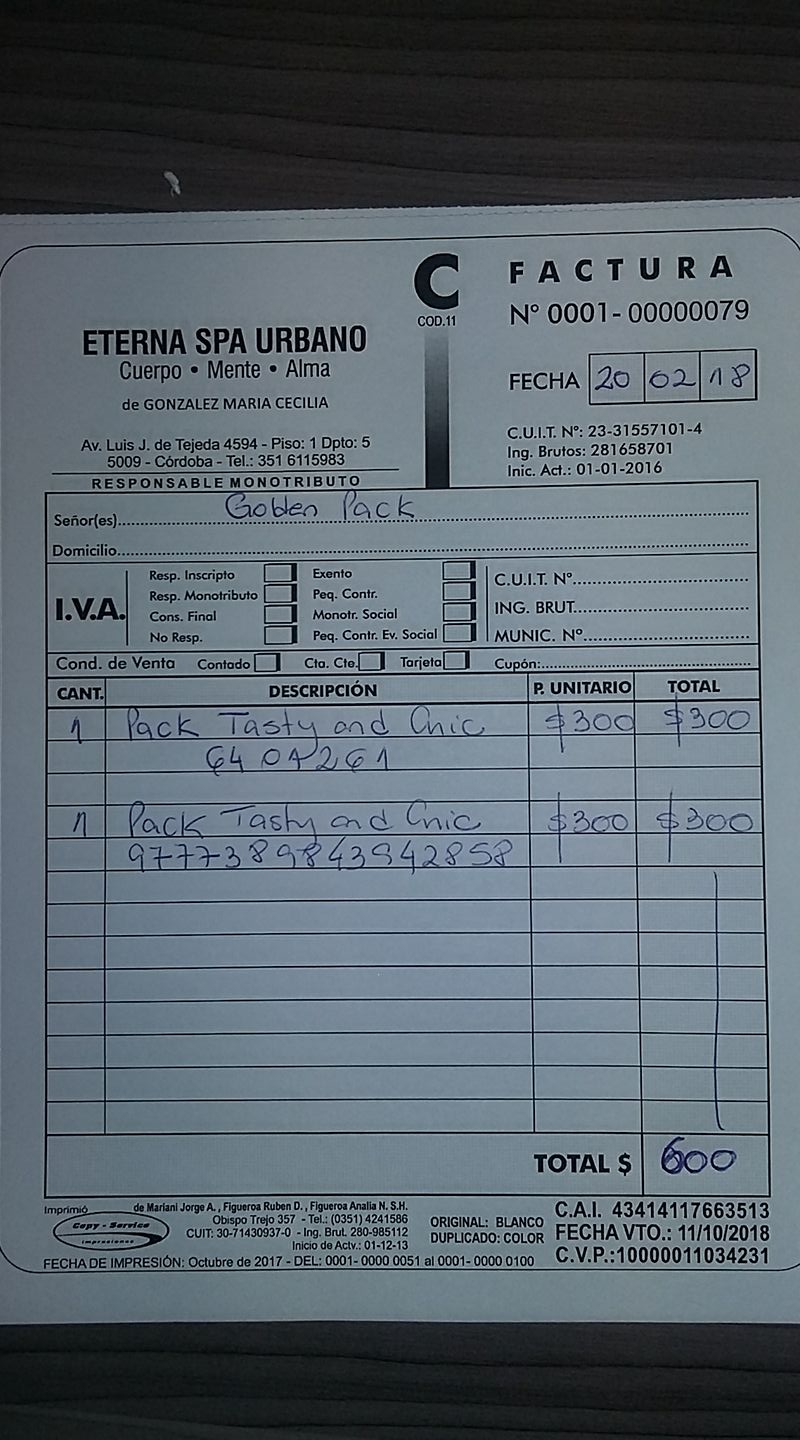 C
COD.11
FACTURA
Nº 0001-00000079
ETERNA SPA URBANO
Cuerpo • Mente • Alma
de GONZALEZ MARIA CECILIA
FECHA 20 02 18
Av. Luis J. de Tejeda 4594 - Piso: 1 Dpto: 5
5009 - Córdoba - Tel.: 351 6115983
RESPONSABLE MONOTRIBUTO
C.U.I.T. Nº: 23-31557101-4
Ing. Brutos: 281658701
Inic. Act.: 01-01-2016
Señor(es) Golden Pack
Domicilio
I.V.A.
Resp. Inscripto Exento C.U.I.T. Nº
Resp. Monotributo Peq. Contr.
Cons. Final Monotr. Social ING. BRUT.
No Resp. Peq. Contr. Ev. Social MUNIC. Nº
Cond. de Venta Contado Cta. Cte. Tarjeta Cupón:
CANT. DESCRIPCIÓN P. UNITARIO TOTAL
1 Pack Tasty and Chic $300 $300
6404261
1 Pack Tasty and Chic $300 $300
9777389843942858
TOTAL $ 600
Imprimió
Copy - Service
impresiones
de Mariani Jorge A., Figueroa Ruben D., Figueroa Analia N. S.H.
Obispo Trejo 357 - Tel.: (0351) 4241586
CUIT: 30-71430937-0 - Ing. Brut. 280-985112
Inicio de Actv.: 01-12-13
ORIGINAL: BLANCO
DUPLICADO: COLOR
C.A.I. 43414117663513
FECHA VTO.: 11/10/2018
C.V.P.:10000011034231
FECHA DE IMPRESIÓN: Octubre de 2017 - DEL: 0001- 0000 0051 al 0001- 0000 0100